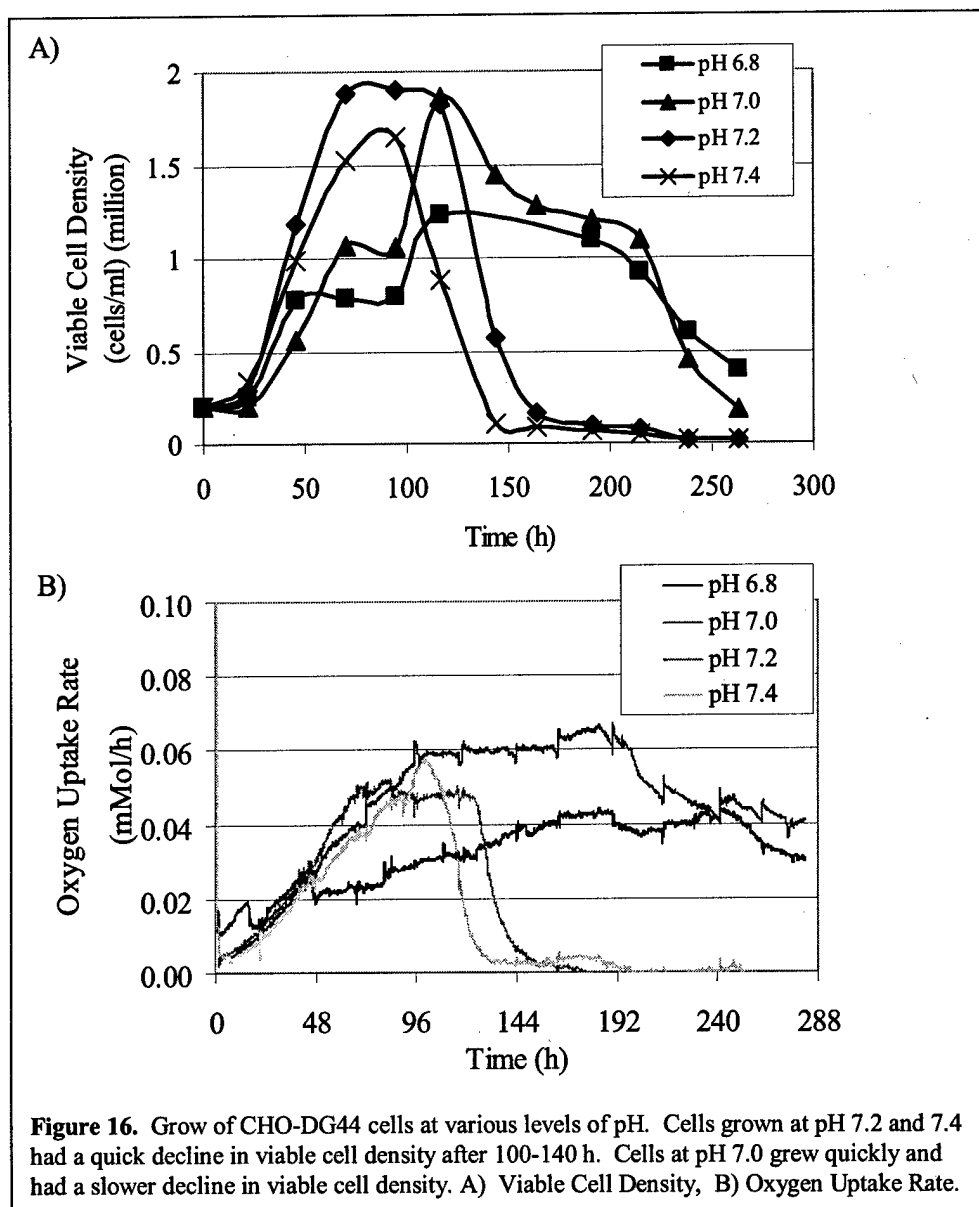 A)
Viable Cell Density
(cells/ml) (million)
2
1.5
1
0.5
0
0 50 100 150 200 250 300
Time (h)
pH 6.8
pH 7.0
pH 7.2
pH 7.4
B)
Oxygen Uptake Rate
(mMol/h)
0.10
0.08
0.06
0.04
0.02
0.00
0 48 96 144 192 240 288
Time (h)
pH 6.8
pH 7.0
pH 7.2
pH 7.4
Figure 16. Grow of CHO-DG44 cells at various levels of pH. Cells grown at pH 7.2 and 7.4
had a quick decline in viable cell density after 100-140 h. Cells at pH 7.0 grew quickly and
had a slower decline in viable cell density. A) Viable Cell Density, B) Oxygen Uptake Rate.